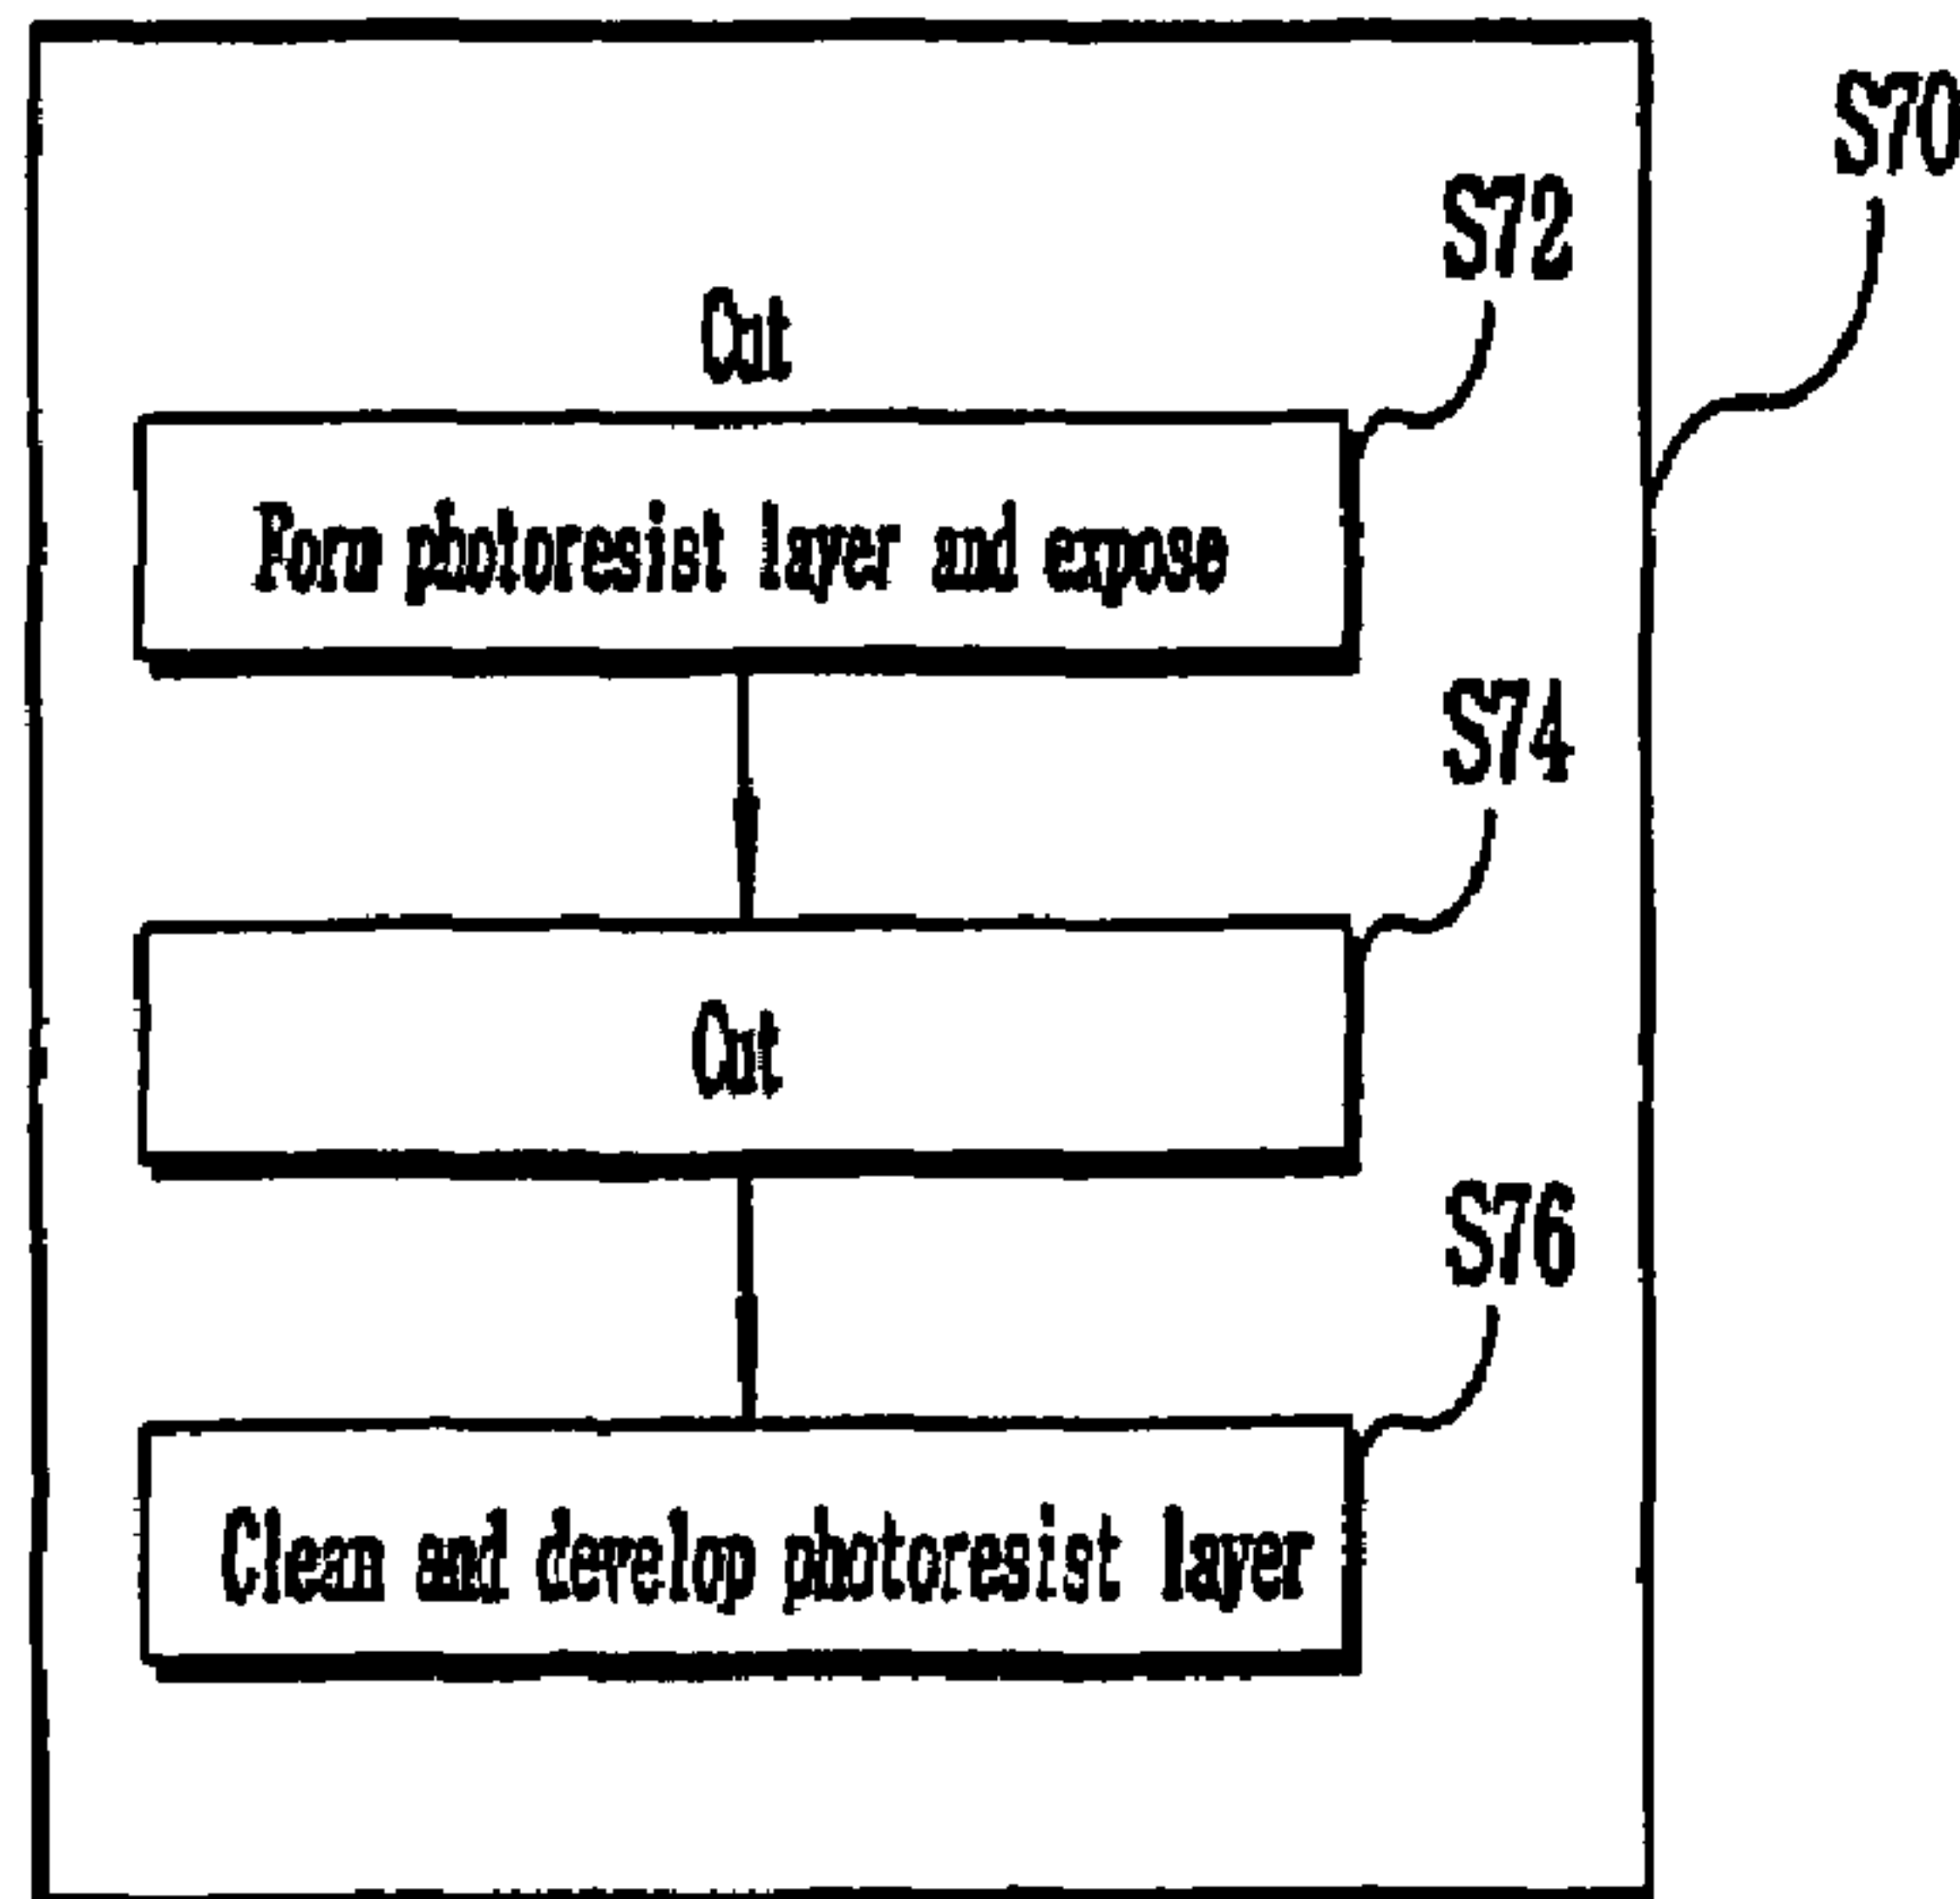 S70
S72
Cut
Form photoresist layer and expose
S74
Cut
S76
Clean and develop photoresist layer